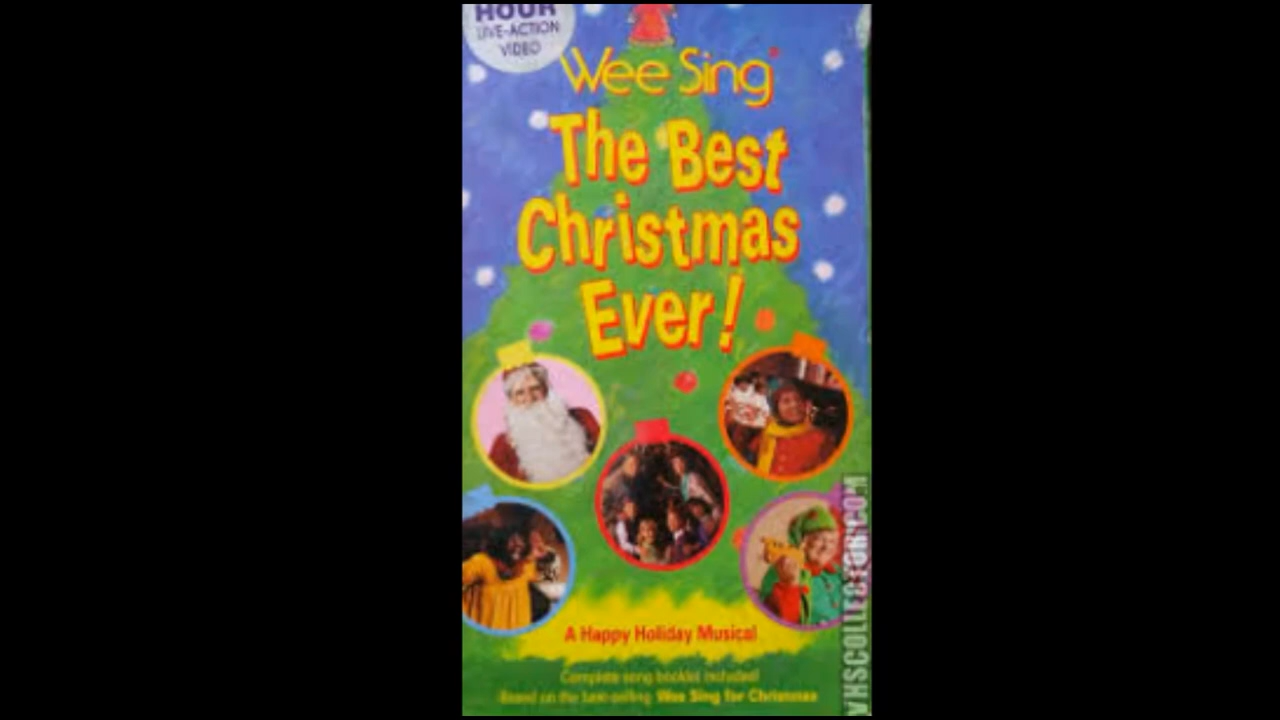 HOUR
LIVE-ACTION
VIDEO
Wee Sing®
The Best
Christmas
Ever!
A Happy Holiday Musical
Complete song booklet included!
Based on the best-selling Wee Sing for Christmas
VHSCOLLECTOR.COM